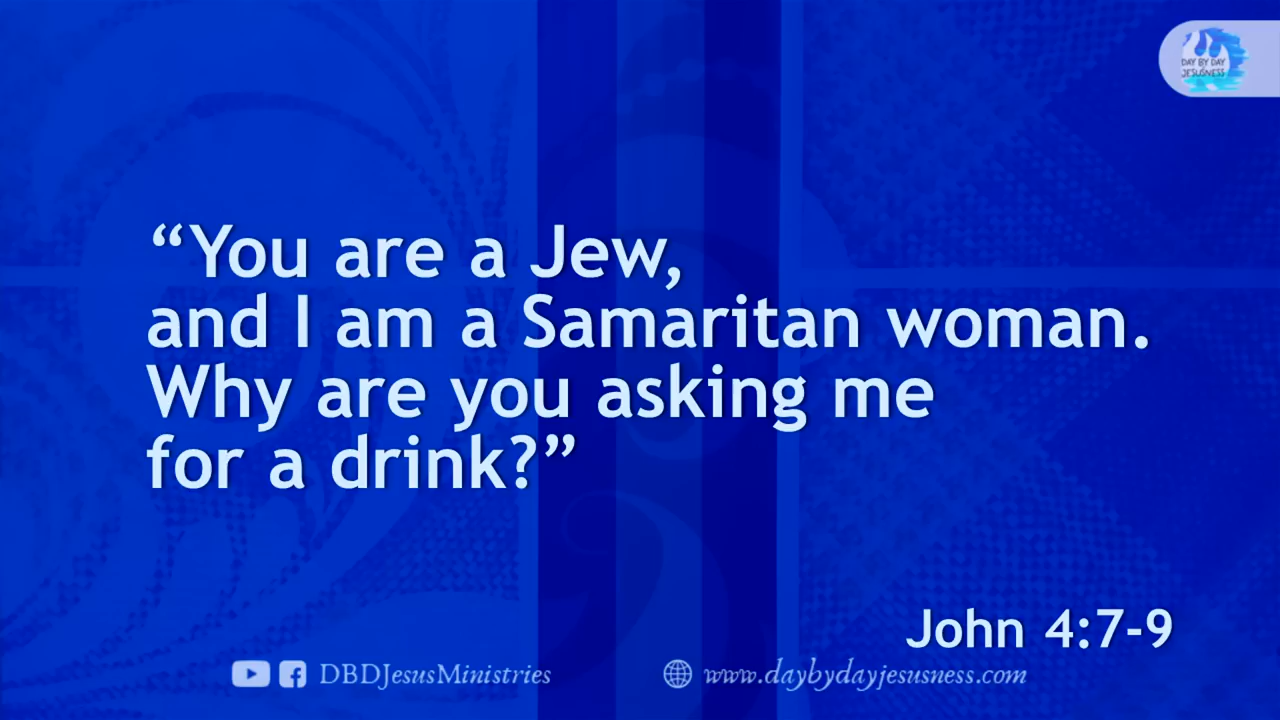 DAY BY DAY
JESUSNESS
“You are a Jew,
and I am a Samaritan woman.
Why are you asking me
for a drink?”
John 4:7-9
DBDJesusMinistries
www.daybydayjesusness.com